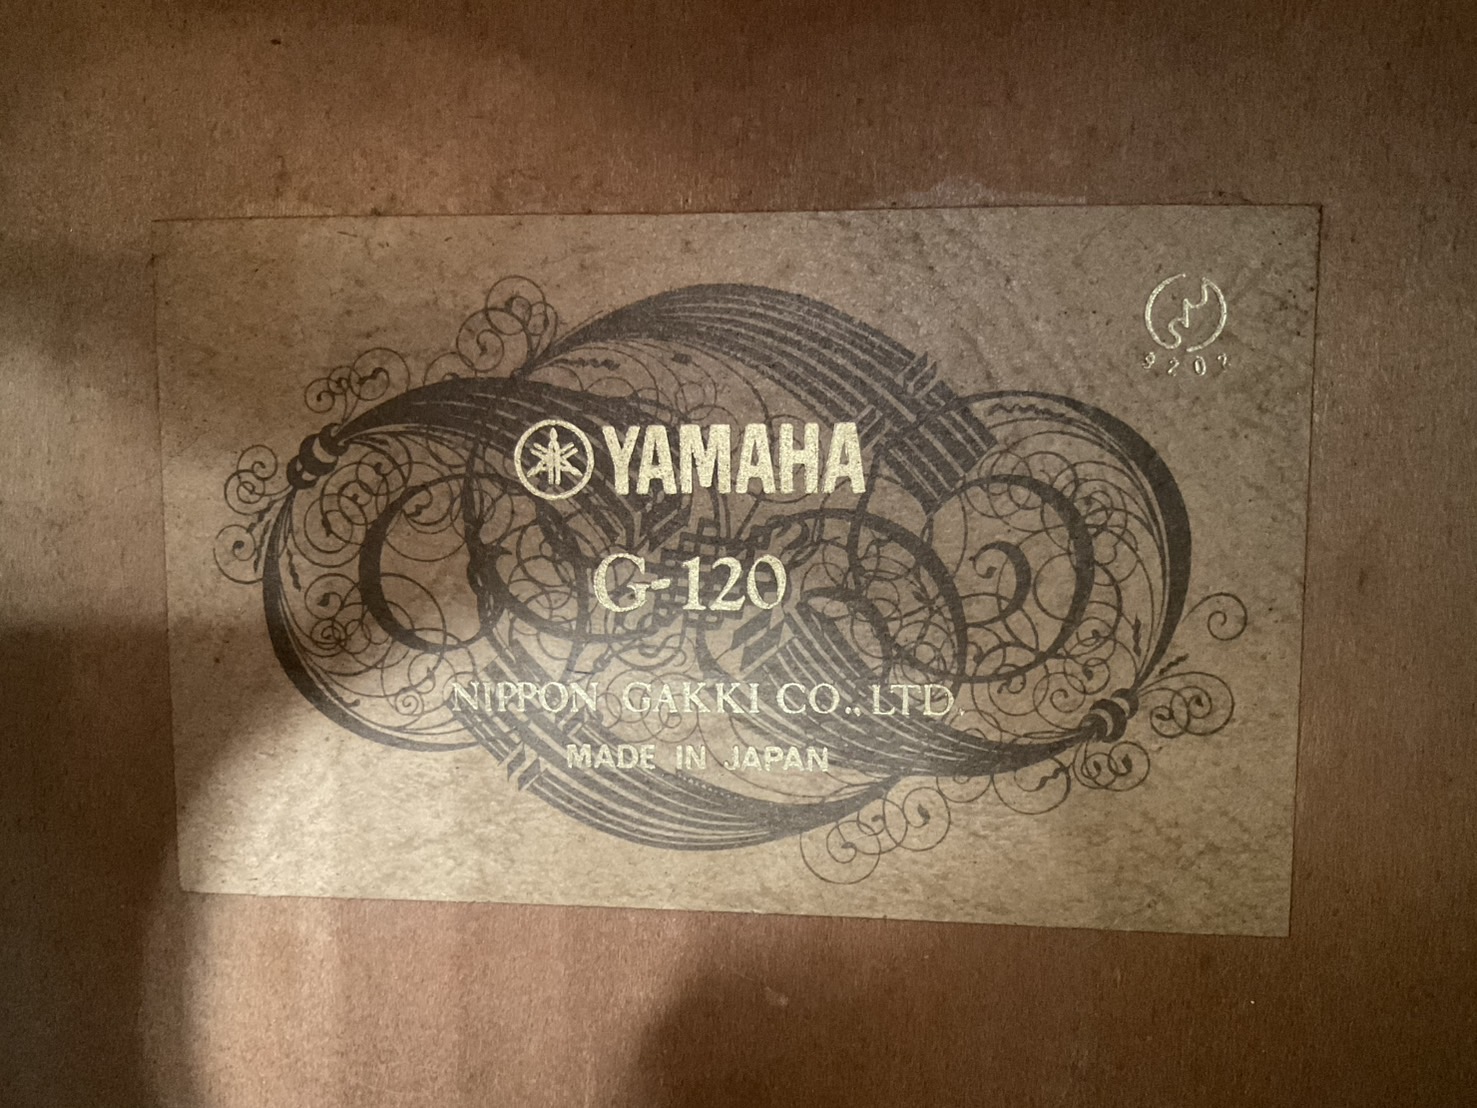 YAMAHA
G-120
NIPPON GAKKI CO., LTD.
MADE IN JAPAN